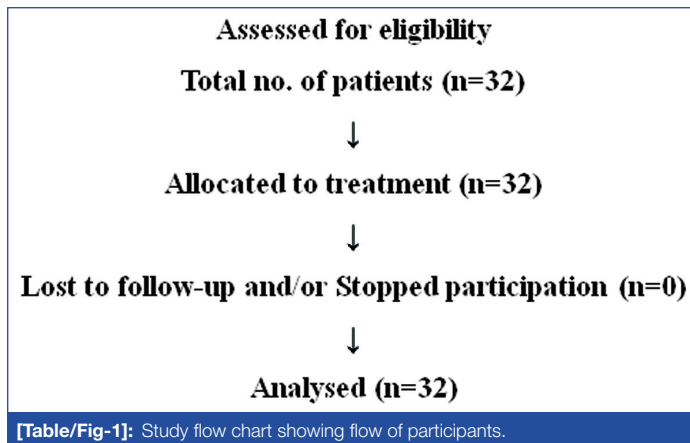 Assessed for eligibility
Total no. of patients (n=32)
↓
Allocated to treatment (n=32)
↓
Lost to follow-up and/or Stopped participation (n=0)
↓
Analysed (n=32)
[Table/Fig-1]: Study flow chart showing flow of participants.